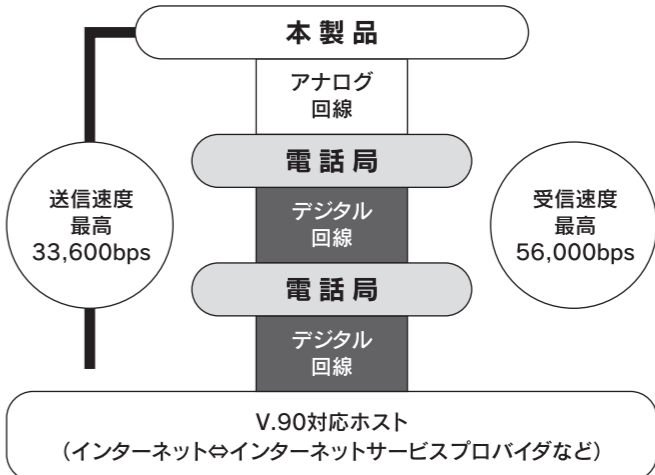 本製品
アナログ
回線
電話局
送信速度
最高
33,600bps
デジタル
回線
受信速度
最高
56,000bps
電話局
デジタル
回線
V.90対応ホスト
（インターネット⇔インターネットサービスプロバイダなど）